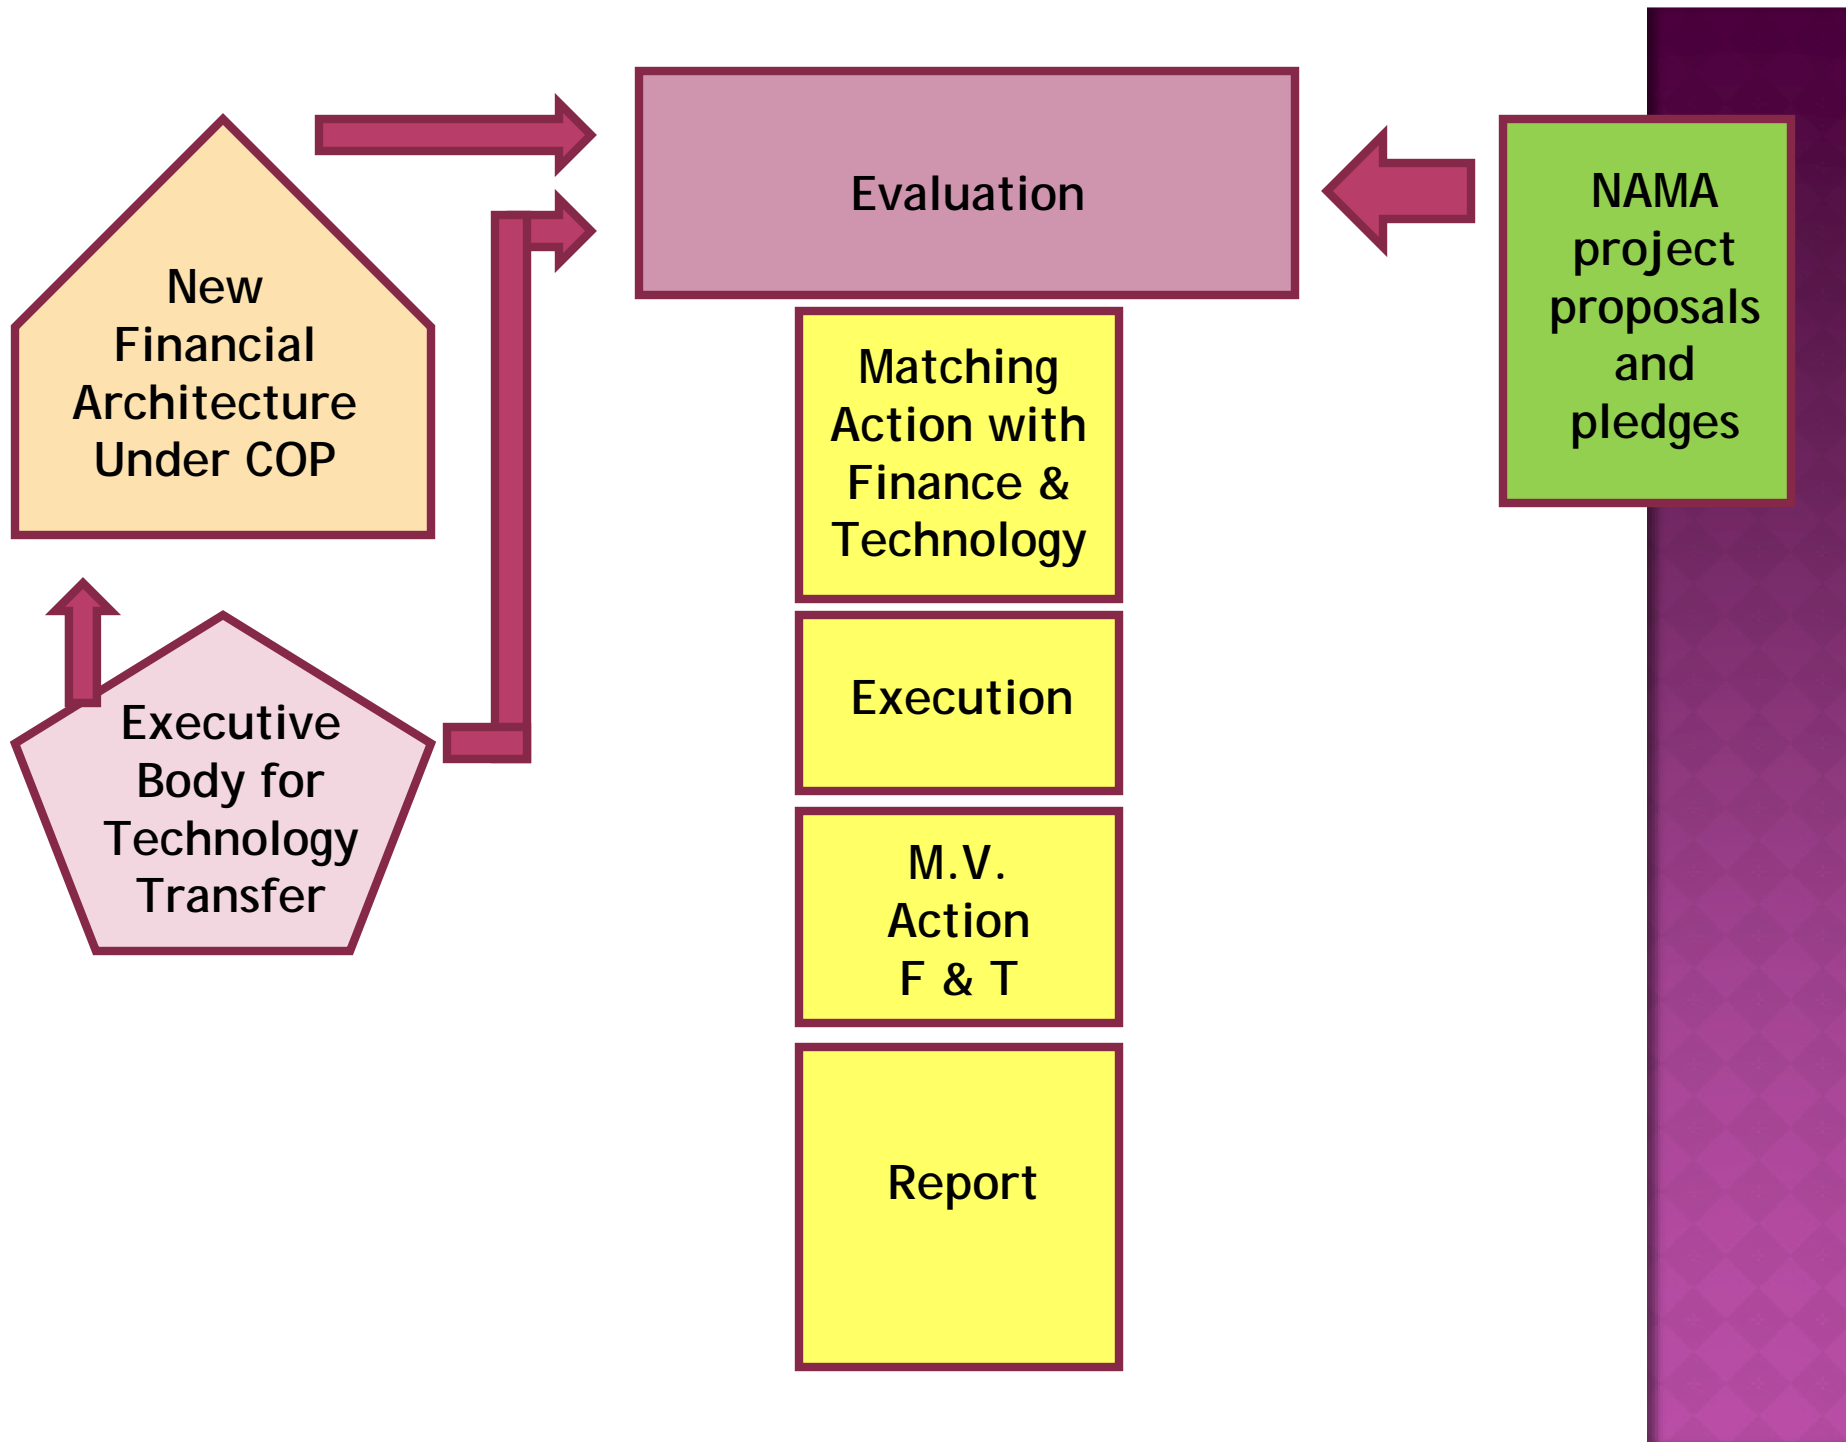 Evaluation
New
Financial
Architecture
Under COP
NAMA
project
proposals
and
pledges
Matching
Action with
Finance &
Technology
Executive
Body for
Technology
Transfer
Execution
M.V.
Action
F & T
Report